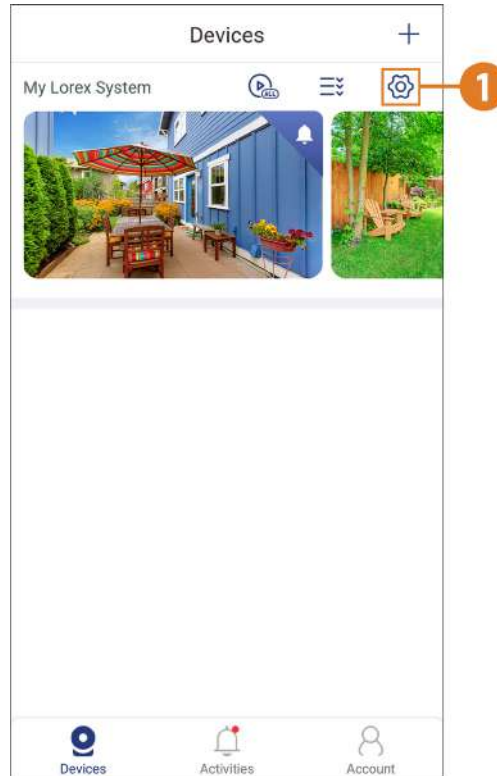 Devices
My Lorex System
ALL
1
Devices
Activities
Account